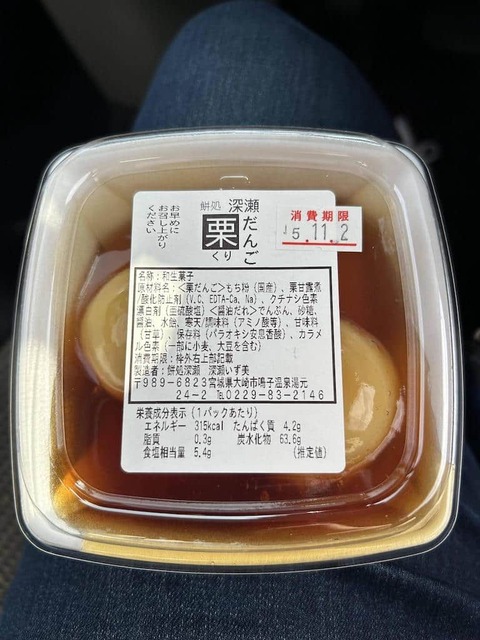 餅処 深瀬
栗だんご
くり
お早めに
お召し上がり
ください
消費期限
5.11.2
名称：和生菓子
原材料名：＜栗だんご＞もち粉（国産）、栗甘露煮
/酸化防止剤（V.C, EDTA-Ca, Na）、クチナシ色素
漂白剤（亜硫酸塩）＜醤油だれ＞でんぷん、砂糖、
醤油、水飴、寒天/調味料（アミノ酸等）、甘味料
（甘草）、保存料（パラオキシ安息香酸）、カラメ
ル色素（一部に小麦、大豆を含む）
消費期限：枠外右上部記載
製造者：餅処深瀬　深瀬いず美
〒989-6823宮城県大崎市鳴子温泉湯元
24-2 ℡0229-83-2146
栄養成分表示（1パックあたり）
エネルギー 315kcal たんぱく質 4.2g
脂質 0.3g 炭水化物 63.6g
食塩相当量 5.4g （推定値）